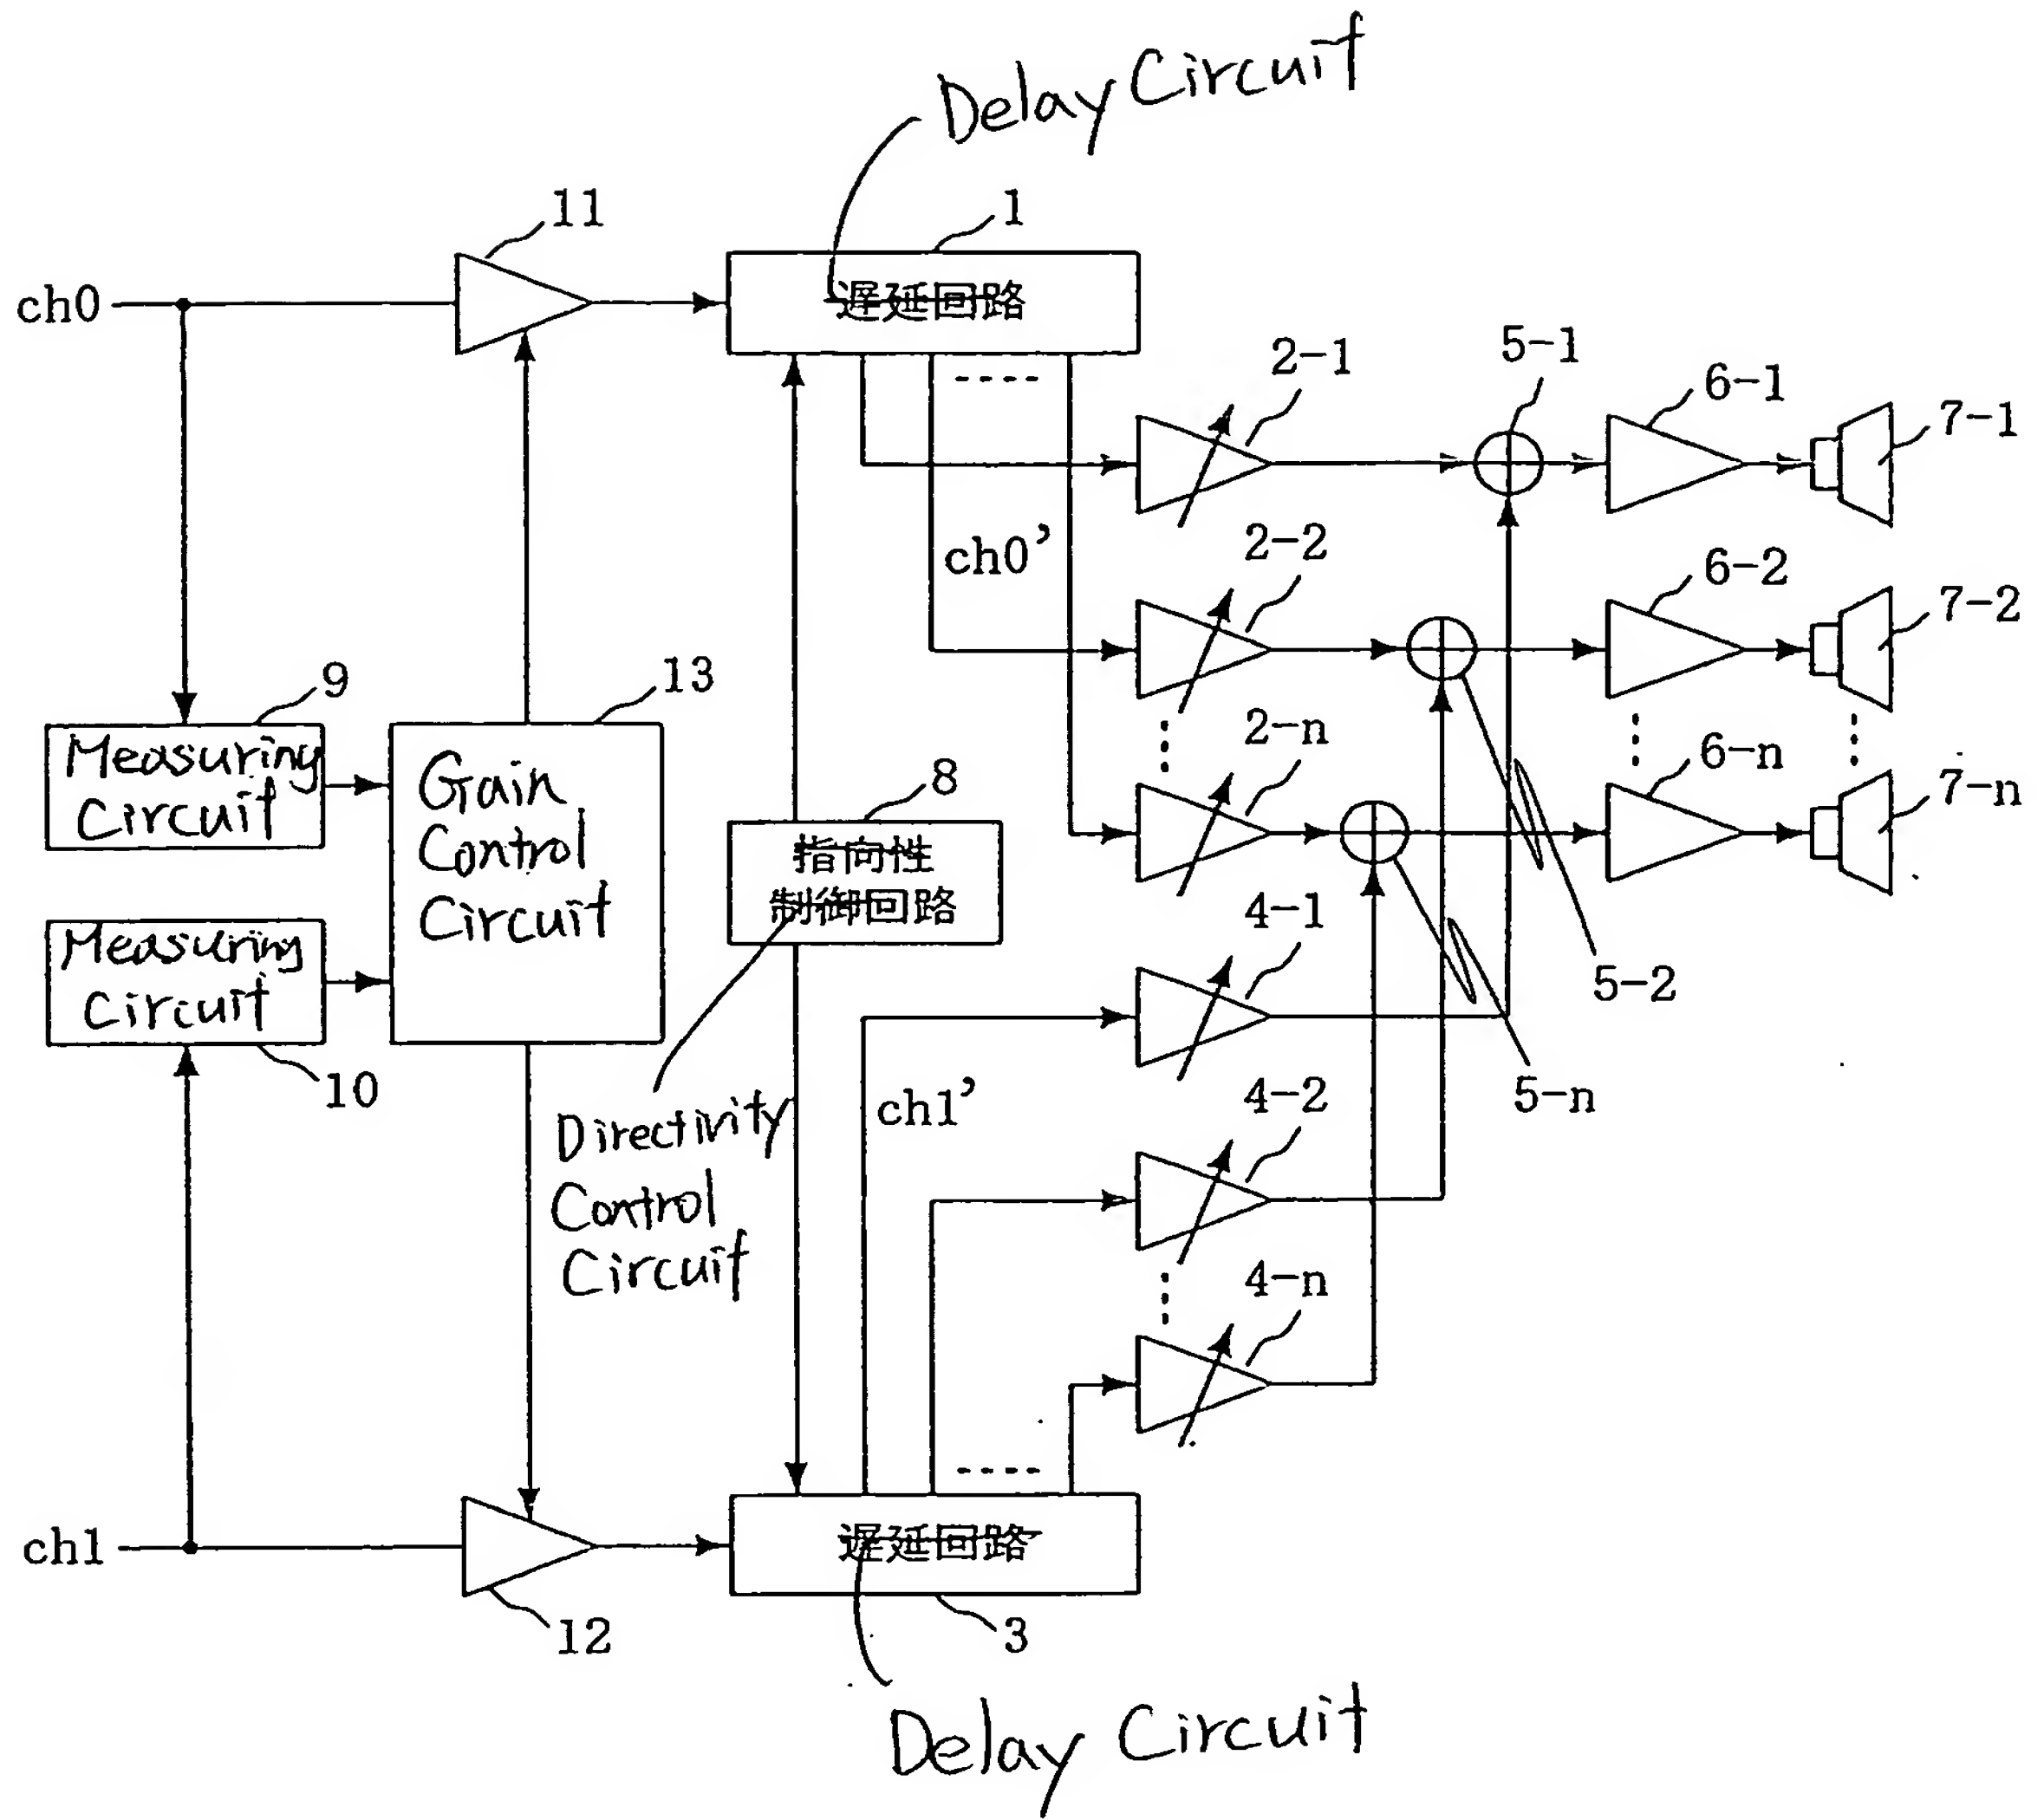 Delay Circuit
11
1
ch0
遅延回路
2-1
5-1
6-1
7-1
ch0’
2-2
6-2
7-2
9
13
2-n
6-n
7-n
Measuring
Circuit
Gain
Control
Circuit
8
指向性
制御回路
4-1
Measuring
Circuit
5-2
10
ch1’
4-2
5-n
Directivity
Control
Circuit
4-n
ch1
遅延回路
12
3
Delay Circuit